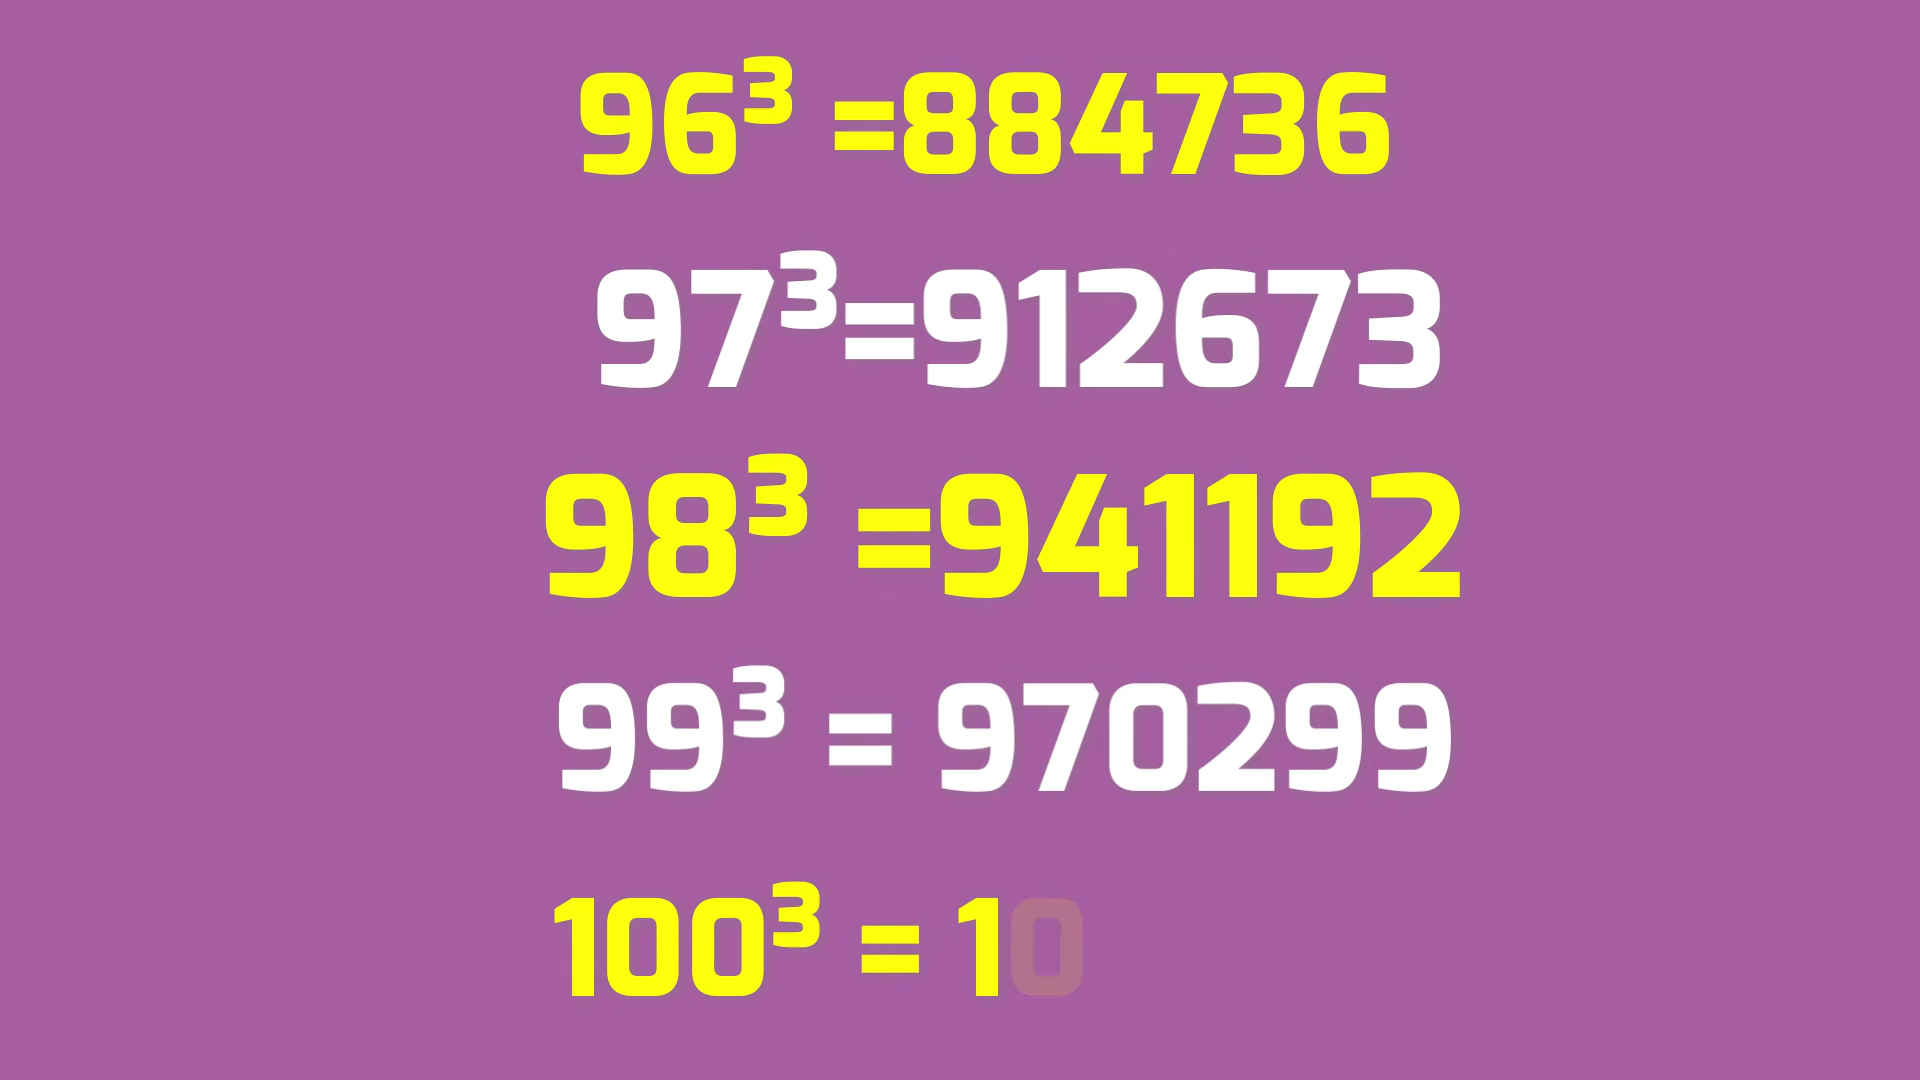 96³ =884736
97³=912673
98³ =941192
99³ = 970299
100³ = 10